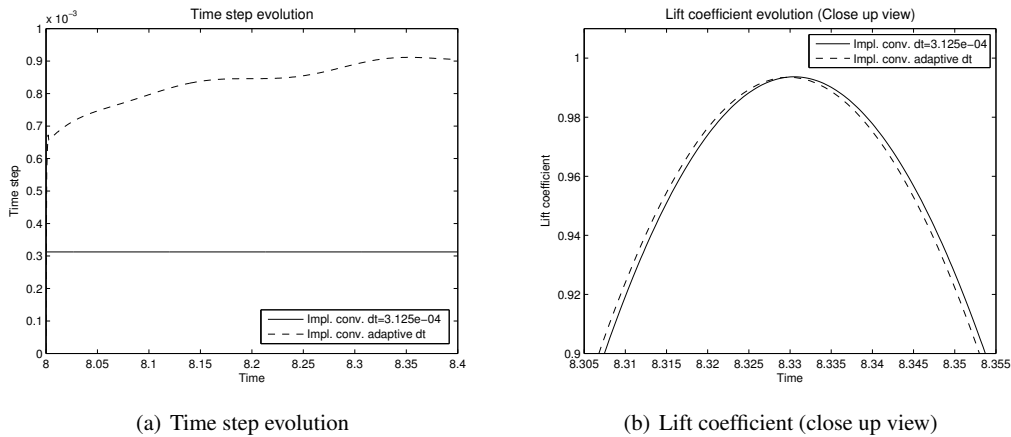 Time step evolution
x 10⁻³
1
0.9
0.8
0.7
0.6
0.5
0.4
0.3
0.2
0.1
0
Time step
8
8.05
8.1
8.15
8.2
8.25
8.3
8.35
8.4
Time
Impl. conv. dt=3.125e−04
Impl. conv. adaptive dt
(a) Time step evolution
Lift coefficient evolution (Close up view)
1
0.98
0.96
0.94
0.92
0.9
Lift coefficient
8.305
8.31
8.315
8.32
8.325
8.33
8.335
8.34
8.345
8.35
8.355
Time
Impl. conv. dt=3.125e−04
Impl. conv. adaptive dt
(b) Lift coefficient (close up view)